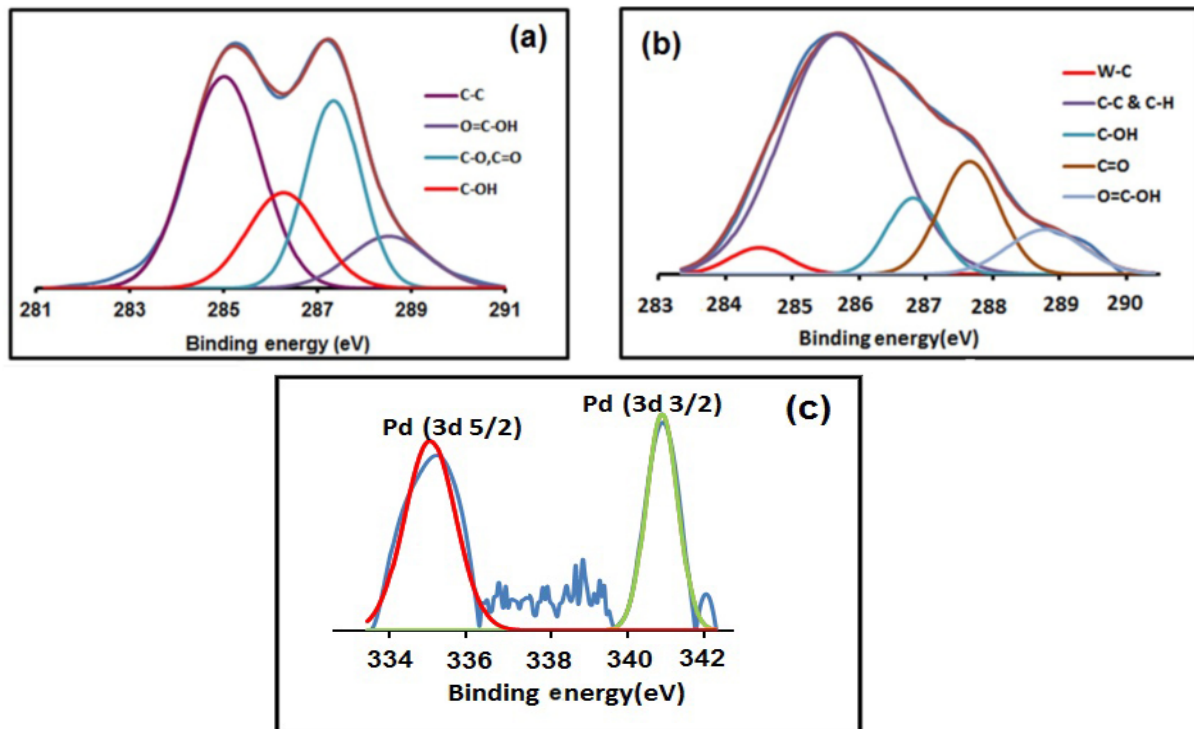 (a)
C-C
O=C-OH
C-O,C=O
C-OH
281 283 285 287 289 291
Binding energy (eV)
(b)
W-C
C-C & C-H
C-OH
C=O
O=C-OH
283 284 285 286 287 288 289 290
Binding energy(eV)
(c)
Pd (3d 3/2)
Pd (3d 5/2)
334 336 338 340 342
Binding energy(eV)